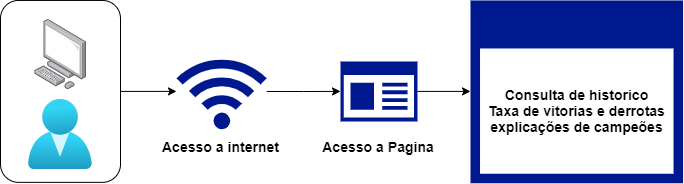 Acesso a internet
Acesso a Pagina
Consulta de historico
Taxa de vitorias e derrotas
explicações de campeões